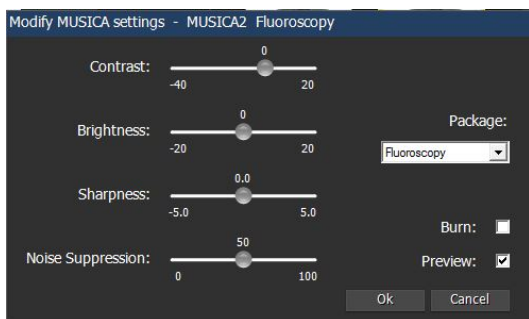 Modify MUSICA settings - MUSICA2 Fluoroscopy
0
Contrast:
-40 20
0
Brightness:
-20 20
Package:
Fluoroscopy
0.0
Sharpness:
-5.0 5.0
Burn:
50
Noise Suppression:
0 100
Preview:
Ok Cancel